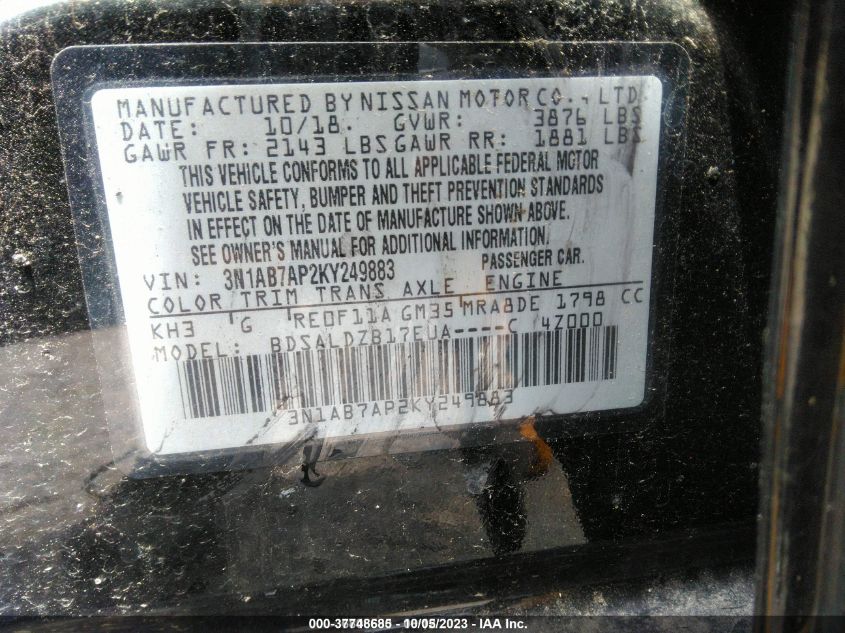 MANUFACTURED BY NISSAN MOTOR CO., LTD
DATE: 10/18. GVWR: 3876 LBS
GAWR FR: 2143 LBS GAWR RR: 1881 LBS
THIS VEHICLE CONFORMS TO ALL APPLICABLE FEDERAL MOTOR
VEHICLE SAFETY, BUMPER AND THEFT PREVENTION STANDARDS
IN EFFECT ON THE DATE OF MANUFACTURE SHOWN ABOVE.
SEE OWNER'S MANUAL FOR ADDITIONAL INFORMATION.
VIN: 3N1AB7AP2KY249883 PASSENGER CAR.
COLOR TRIM TRANS AXLE ENGINE
KH3 G RE0F11A GM35 MRA8DE 1798 CC
MODEL: BDSALDZB17EUA----C 4Z000
3N1AB7AP2KY249883
000-37748685 - 10/05/2023 - IAA Inc.